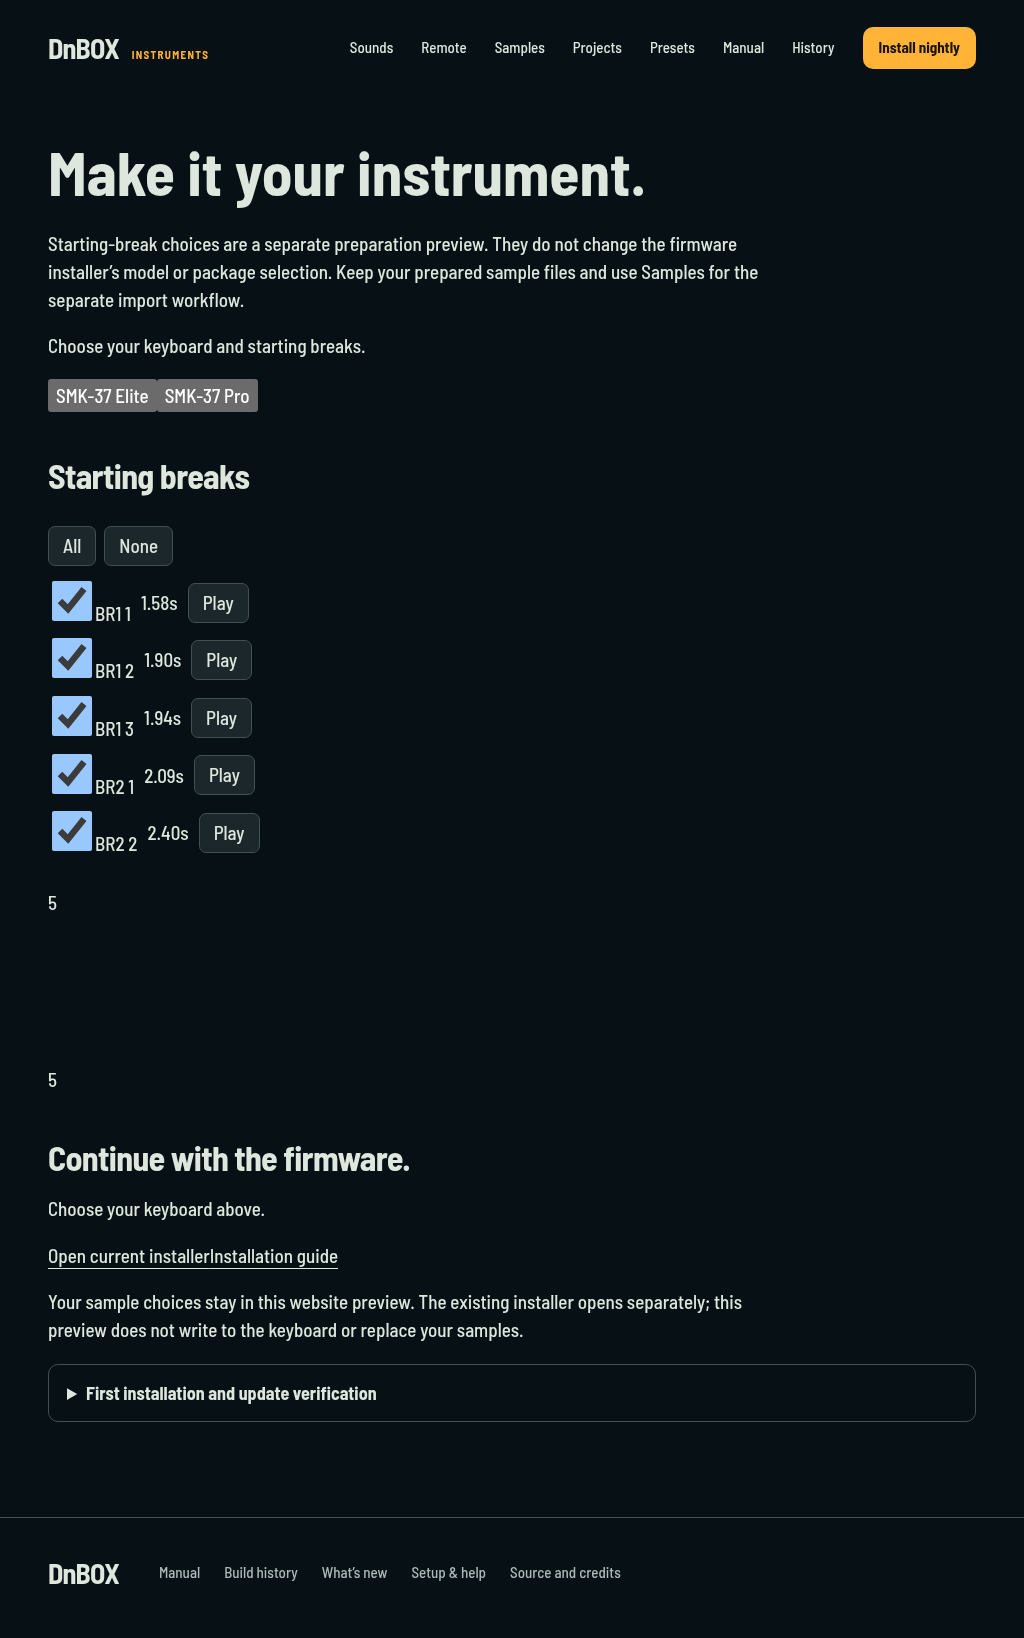 DnBOX INSTRUMENTS
Sounds Remote Samples Projects Presets Manual History Install nightly
Make it your instrument.
Starting-break choices are a separate preparation preview. They do not change the firmware
installer’s model or package selection. Keep your prepared sample files and use Samples for the
separate import workflow.
Choose your keyboard and starting breaks.
SMK-37 Elite SMK-37 Pro
Starting breaks
All None
BR1 1 1.58s Play
BR1 2 1.90s Play
BR1 3 1.94s Play
BR2 1 2.09s Play
BR2 2 2.40s Play
5
5
Continue with the firmware.
Choose your keyboard above.
Open current installerInstallation guide
Your sample choices stay in this website preview. The existing installer opens separately; this
preview does not write to the keyboard or replace your samples.
First installation and update verification
DnBOX Manual Build history What’s new Setup & help Source and credits